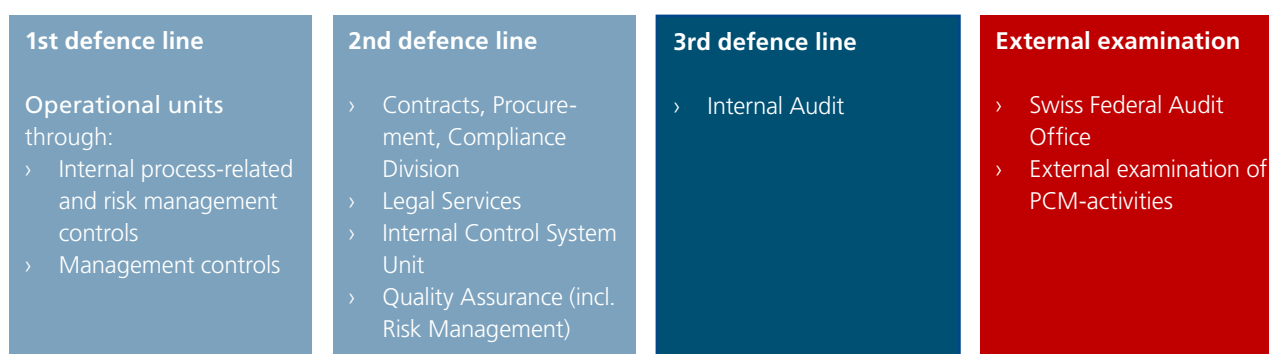 1st defence line
Operational units
through:
› Internal process-related
and risk management
controls
› Management controls
2nd defence line
› Contracts, Procure-
ment, Compliance
Division
› Legal Services
› Internal Control System
Unit
› Quality Assurance (incl.
Risk Management)
3rd defence line
› Internal Audit
External examination
› Swiss Federal Audit
Office
› External examination of
PCM-activities